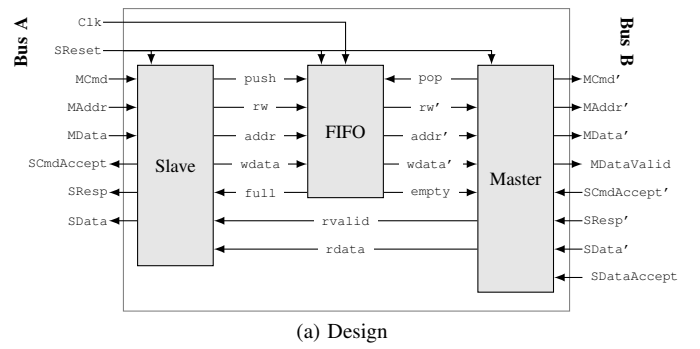 Bus A
Clk
SReset
Bus B
MCmd push pop MCmd'
MAddr rw FIFO rw' MAddr'
MData addr addr' MData'
SCmdAccept Slave wdata wdata' Master MDataValid
SResp full empty SCmdAccept'
SData rvalid SResp'
rdata SData'
SDataAccept
(a) Design